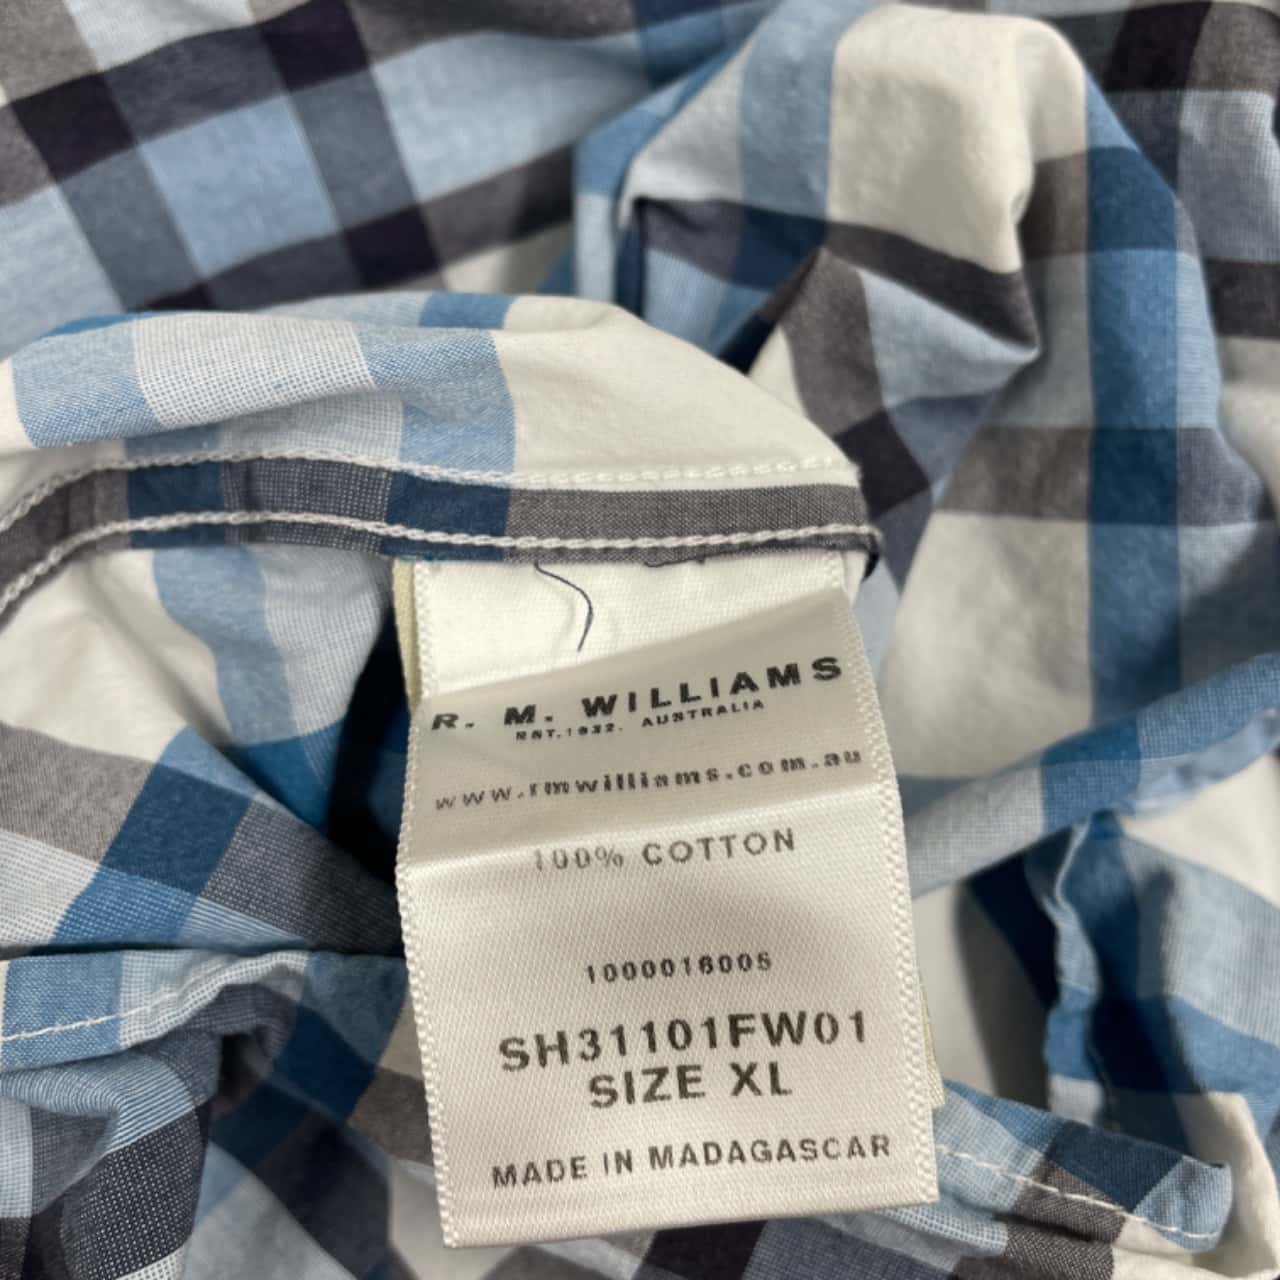 R. M. WILLIAMS
EST. 1932. AUSTRALIA
www.rmwilliams.com.au
100% COTTON
1000016005
SH31101FW01
SIZE XL
MADE IN MADAGASCAR